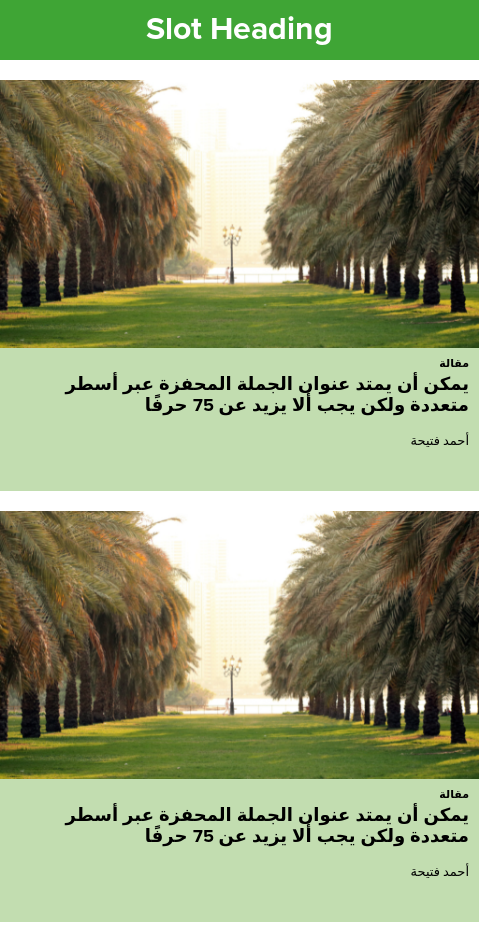 Slot Heading
مقالة
يمكن أن يمتد عنوان الجملة المحفزة عبر أسطر
متعددة ولكن يجب ألا يزيد عن 75 حرفًا
أحمد فتيحة
مقالة
يمكن أن يمتد عنوان الجملة المحفزة عبر أسطر
متعددة ولكن يجب ألا يزيد عن 75 حرفًا
أحمد فتيحة